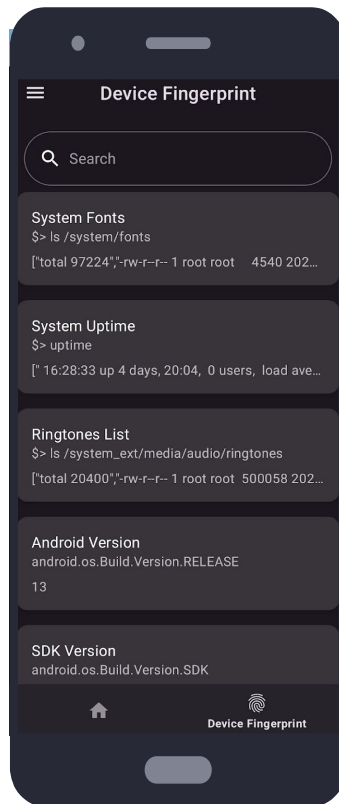 Device Fingerprint
Search
System Fonts
$> ls /system/fonts
["total 97224","-rw-r--r-- 1 root root 4540 202...
System Uptime
$> uptime
[" 16:28:33 up 4 days, 20:04, 0 users, load ave...
Ringtones List
$> ls /system_ext/media/audio/ringtones
["total 20400","-rw-r--r-- 1 root root 500058 202...
Android Version
android.os.Build.Version.RELEASE
13
SDK Version
android.os.Build.Version.SDK
Device Fingerprint